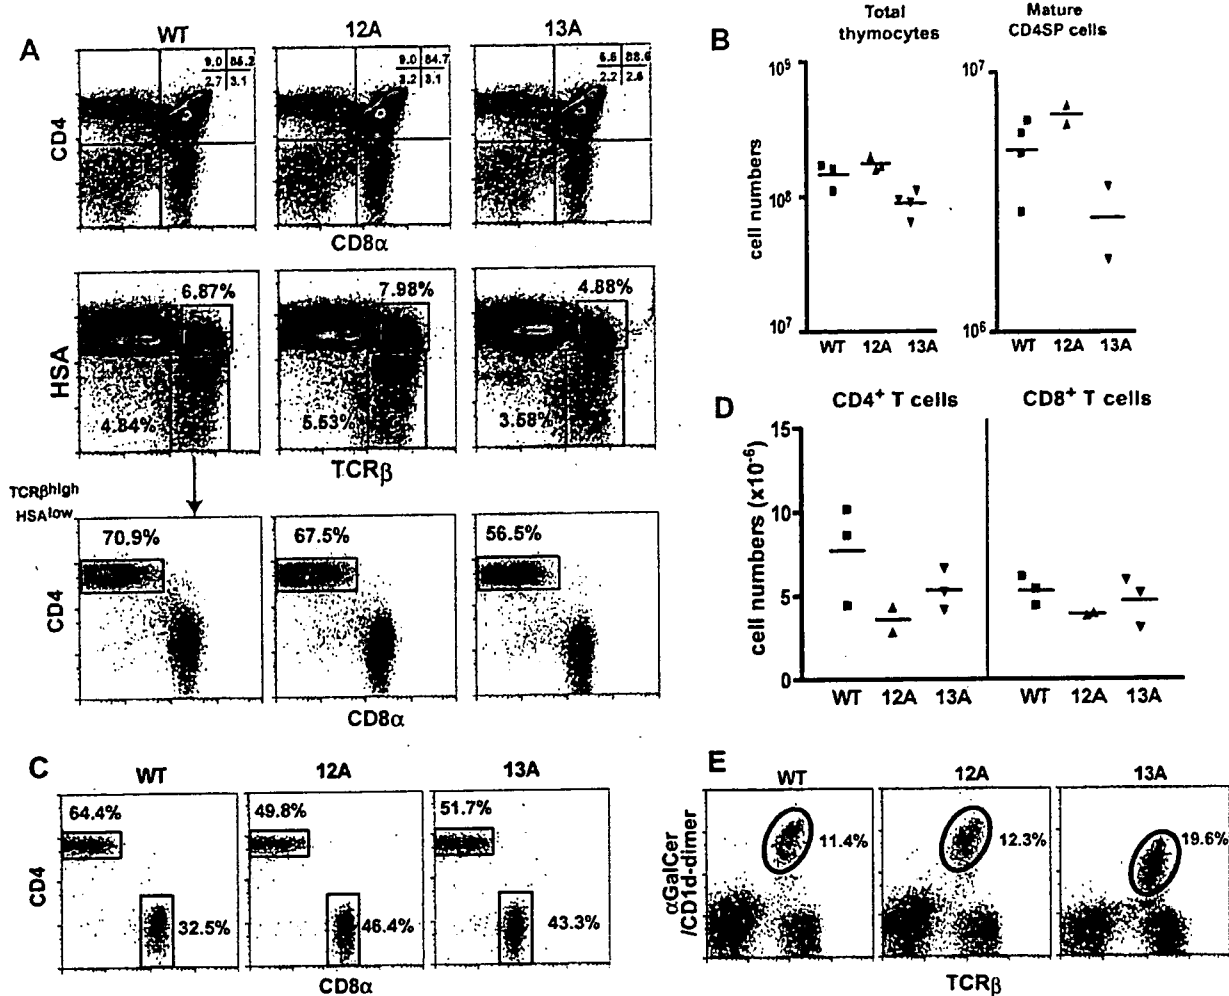 A
WT
12A
13A
9.0 85.2
2.7 3.1
9.0 84.7
3.2 3.1
6.6 88.6
2.2 2.6
CD4
CD8α
6.87%
7.98%
4.88%
HSA
4.84%
5.53%
3.58%
TCRβ
TCRβhigh
HSAlow
70.9%
67.5%
56.5%
CD4
CD8α
B
Total
thymocytes
Mature
CD4SP cells
10⁹
10⁸
10⁷
cell numbers
WT 12A 13A
10⁷
10⁶
WT 12A 13A
C
WT
12A
13A
64.4%
49.8%
51.7%
CD4
32.5%
46.4%
43.3%
CD8α
D
CD4⁺ T cells
CD8⁺ T cells
15
10
5
0
cell numbers (x10⁻⁶)
WT 12A 13A
WT 12A 13A
E
WT
12A
13A
11.4%
12.3%
19.6%
αGalCer
/CD1d-dimer
TCRβ